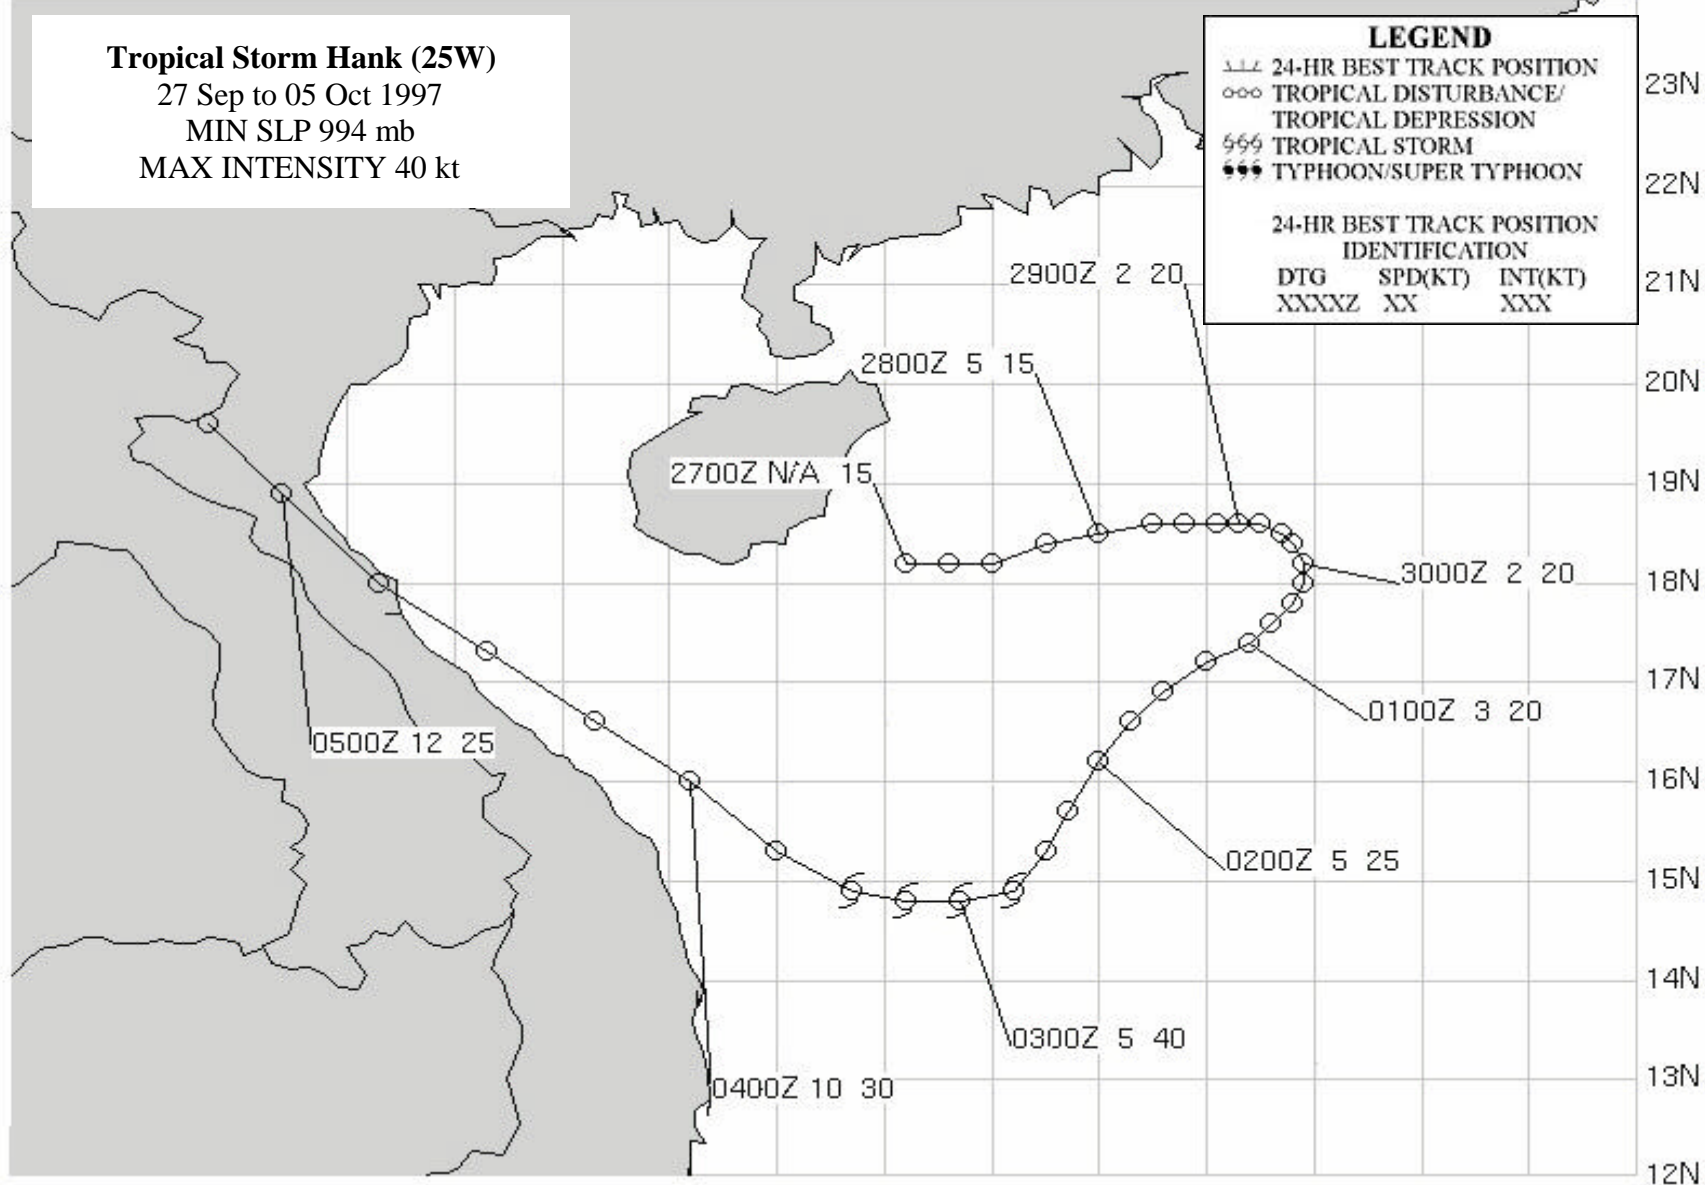 Tropical Storm Hank (25W)
27 Sep to 05 Oct 1997
MIN SLP 994 mb
MAX INTENSITY 40 kt
LEGEND
24-HR BEST TRACK POSITION
TROPICAL DISTURBANCE/
TROPICAL DEPRESSION
TROPICAL STORM
TYPHOON/SUPER TYPHOON
24-HR BEST TRACK POSITION
IDENTIFICATION
DTG SPD(KT) INT(KT)
XXXXZ XX XXX
23N
22N
21N
20N
19N
18N
17N
16N
15N
14N
13N
12N
2900Z 2 20
2800Z 5 15
2700Z N/A 15
3000Z 2 20
0100Z 3 20
0500Z 12 25
0200Z 5 25
0300Z 5 40
0400Z 10 30